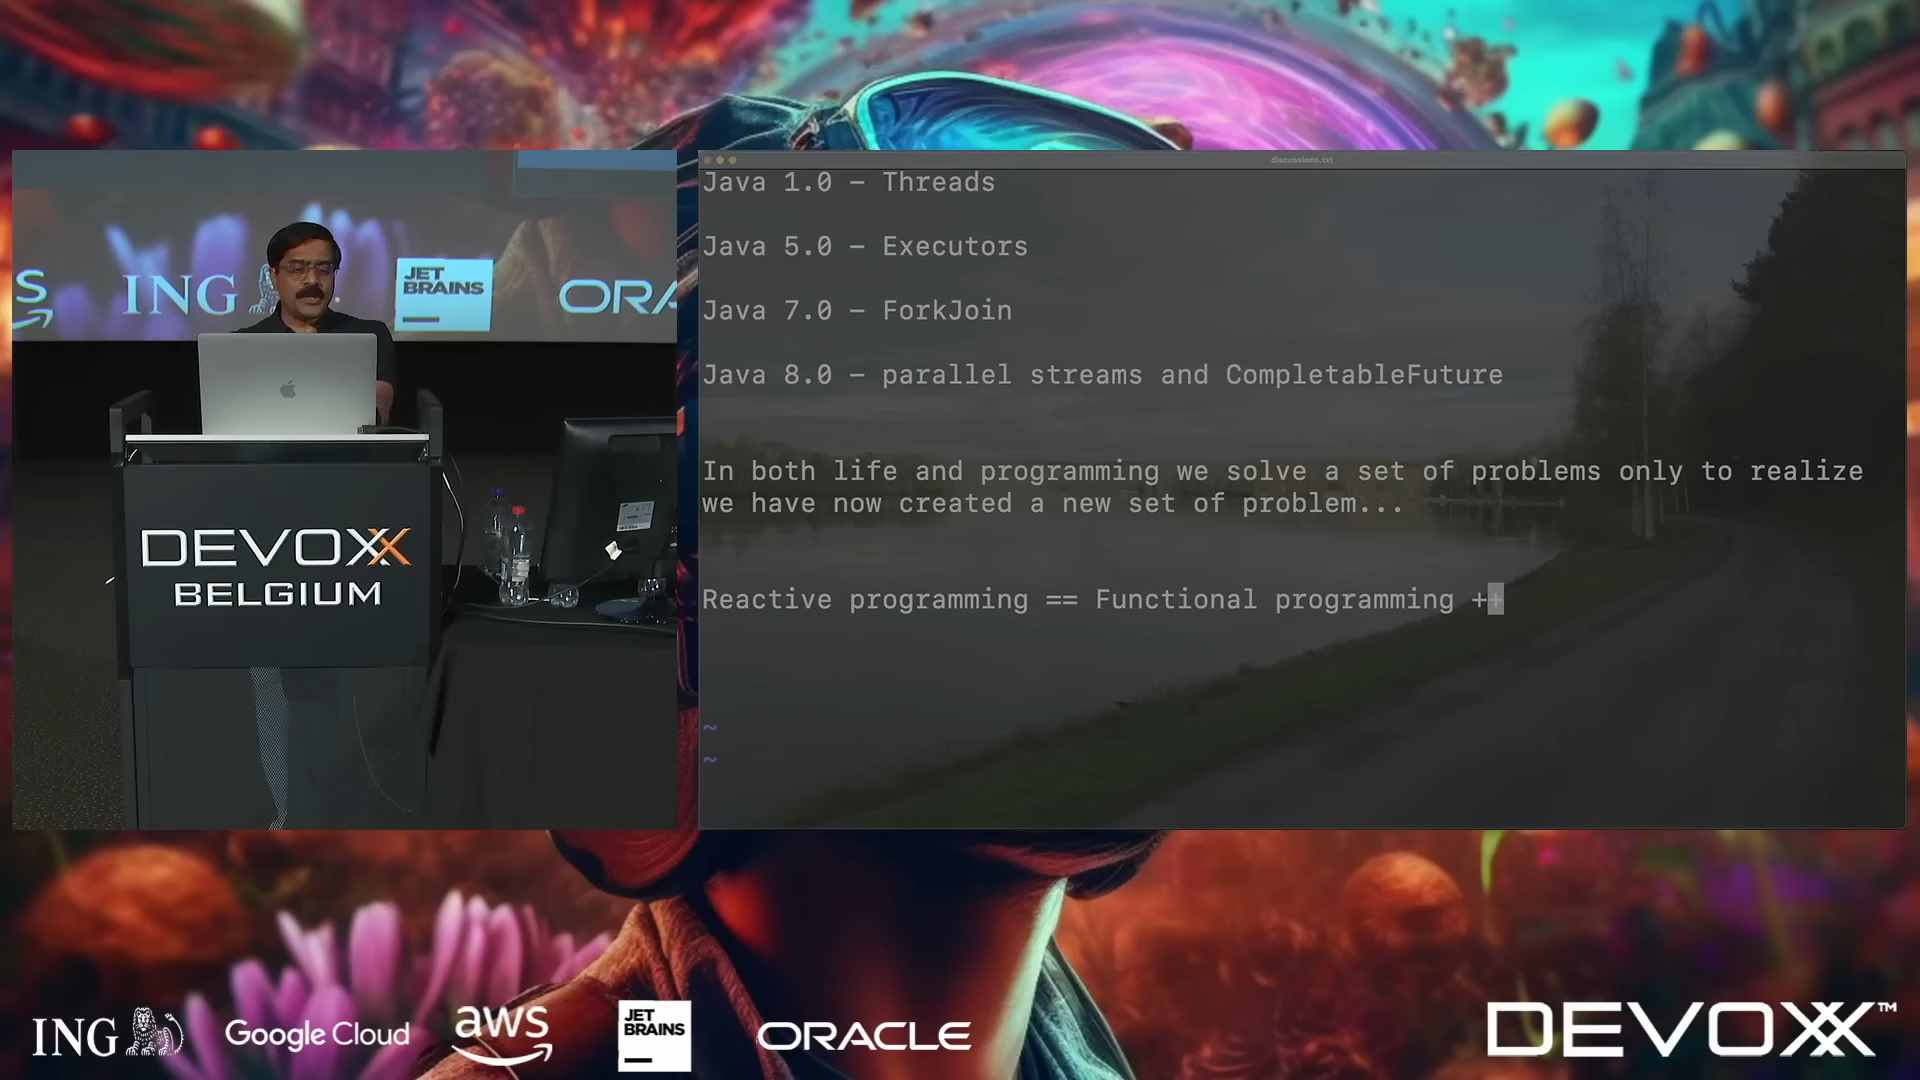 discussions.txt
Java 1.0 - Threads
Java 5.0 - Executors
Java 7.0 - ForkJoin
Java 8.0 - parallel streams and CompletableFuture
In both life and programming we solve a set of problems only to realize
we have now created a new set of problem...
Reactive programming == Functional programming ++
~
~
S
ING
JET
BRAINS
ORA
DEVOXX
BELGIUM
ING
Google Cloud
aws
JET
BRAINS
ORACLE
DEVOXX™